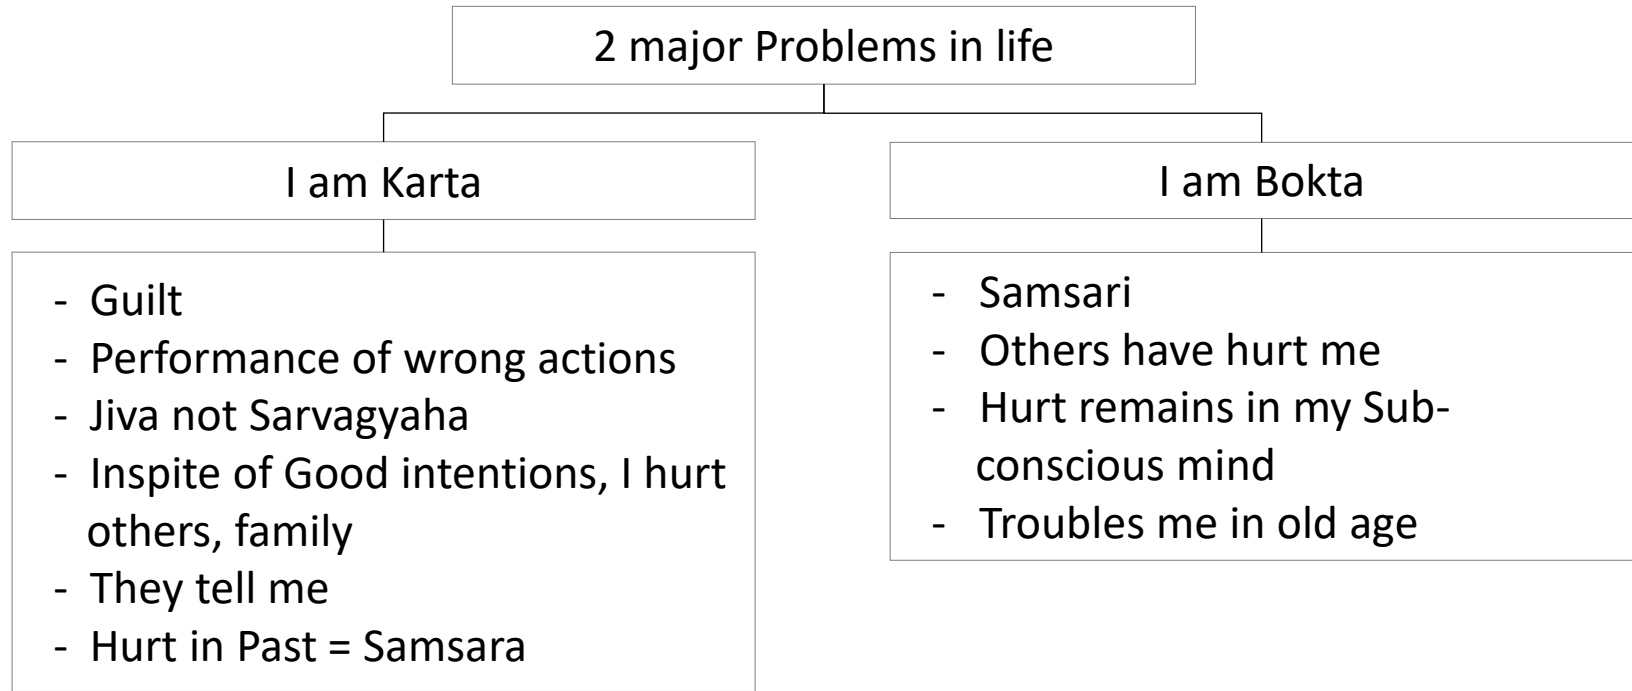 2 major Problems in life
I am Karta
- Guilt
- Performance of wrong actions
- Jiva not Sarvagyaha
- Inspite of Good intentions, I hurt
others, family
- They tell me
- Hurt in Past = Samsara
I am Bokta
- Samsari
- Others have hurt me
- Hurt remains in my Sub-
conscious mind
- Troubles me in old age